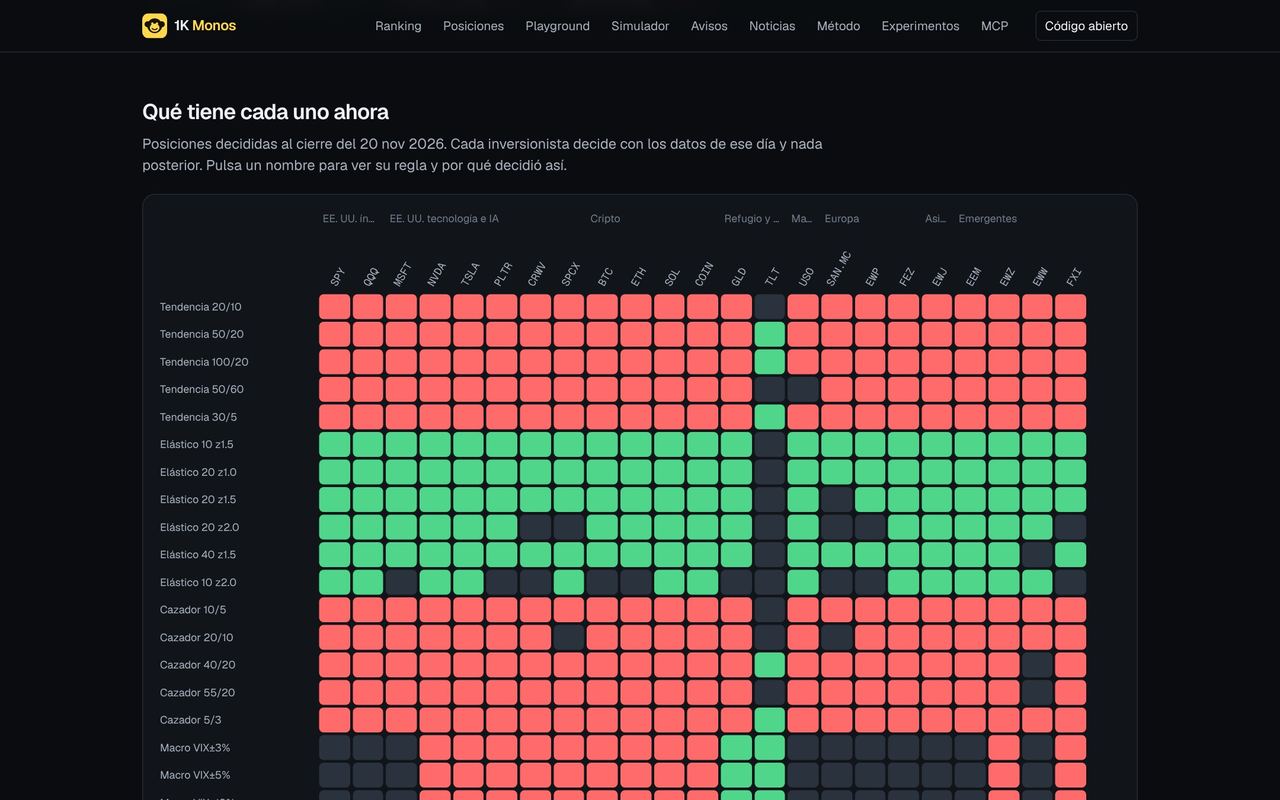 1K Monos
Ranking
Posiciones
Playground
Simulador
Avisos
Noticias
Método
Experimentos
MCP
Código abierto
Qué tiene cada uno ahora
Posiciones decididas al cierre del 20 nov 2026. Cada inversionista decide con los datos de ese día y nada
posterior. Pulsa un nombre para ver su regla y por qué decidió así.
EE. UU. ín...
EE. UU. tecnología e IA
Cripto
Refugio y ...
Ma...
Europa
Asi...
Emergentes
SPY
QQQ
MSFT
NVDA
TSLA
PLTR
CRWV
SPCX
BTC
ETH
SOL
COIN
GLD
TLT
USO
SAN.MC
EWP
FEZ
EWJ
EEM
EWZ
EWW
FXI
Tendencia 20/10
Tendencia 50/20
Tendencia 100/20
Tendencia 50/60
Tendencia 30/5
Elástico 10 z1.5
Elástico 20 z1.0
Elástico 20 z1.5
Elástico 20 z2.0
Elástico 40 z1.5
Elástico 10 z2.0
Cazador 10/5
Cazador 20/10
Cazador 40/20
Cazador 55/20
Cazador 5/3
Macro VIX±3%
Macro VIX±5%